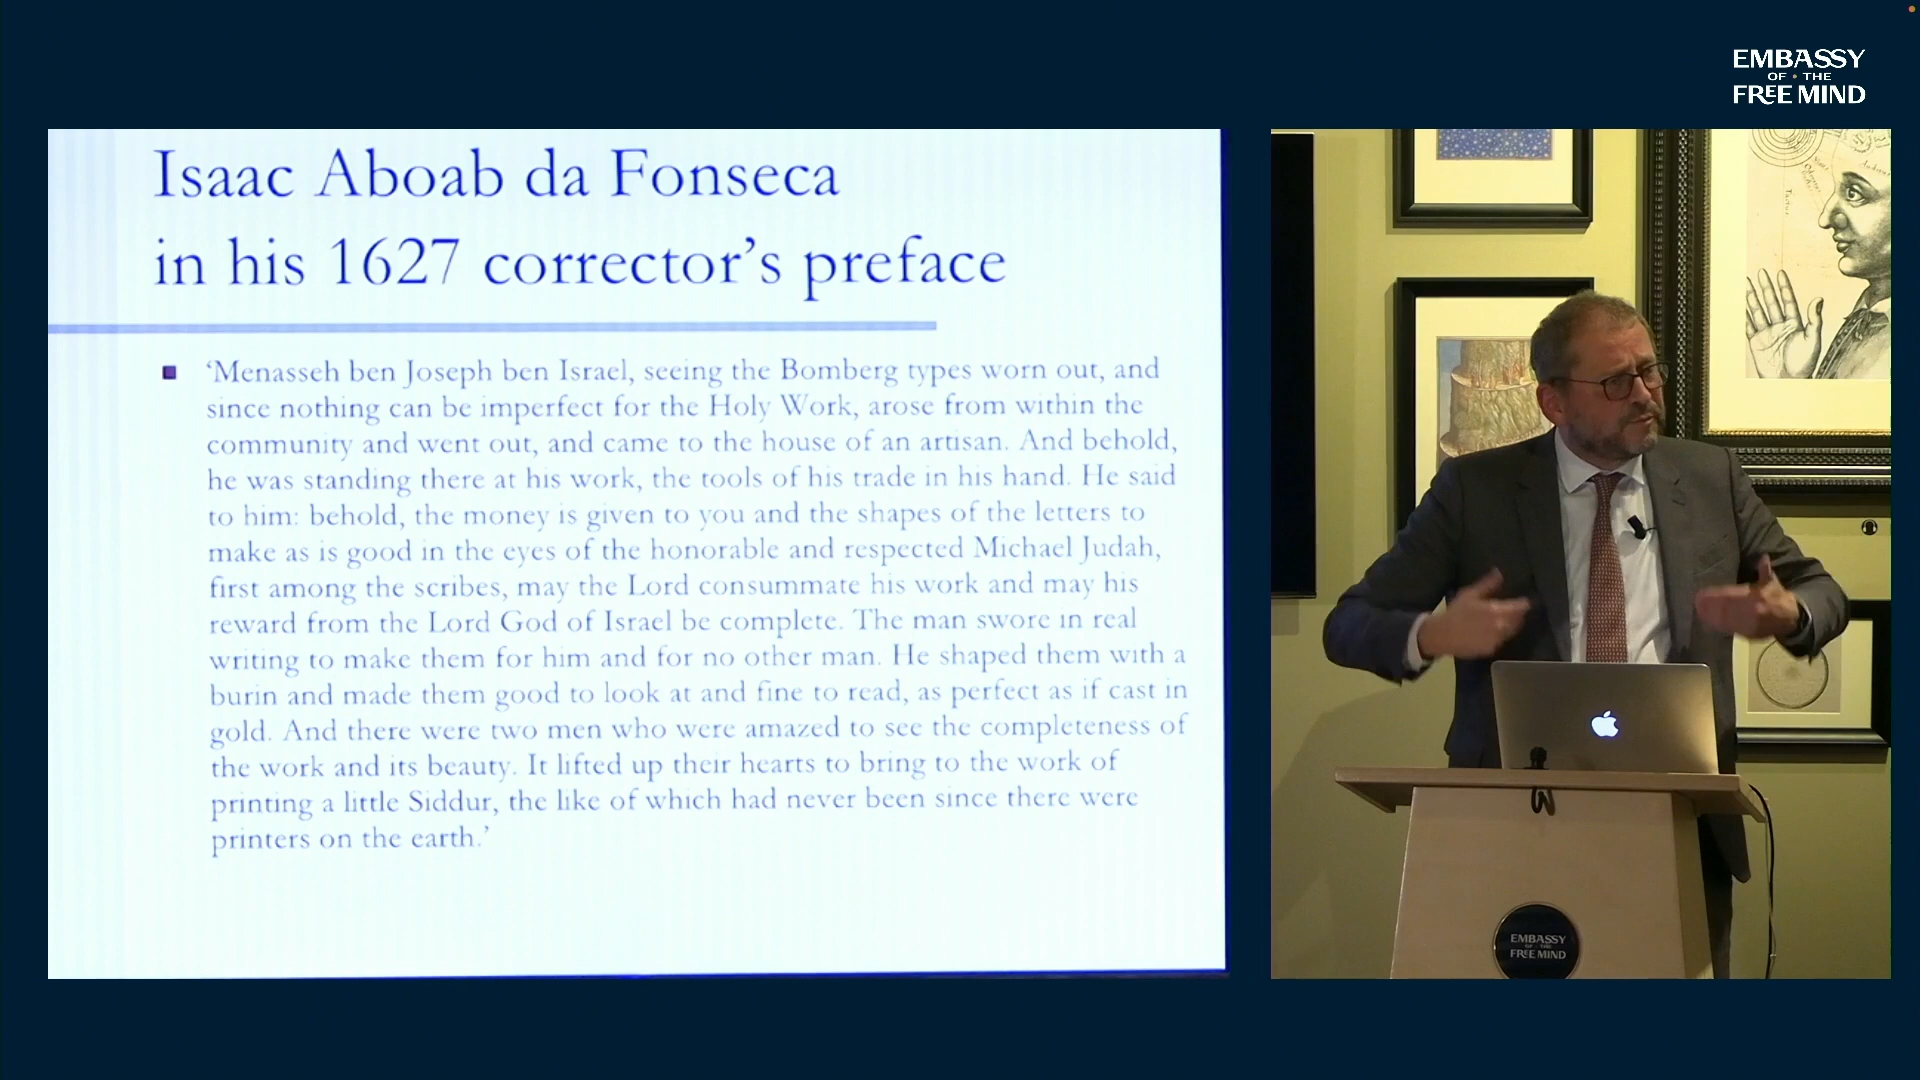 EMBASSY
OF • THE
FREE MIND
Isaac Aboab da Fonseca
in his 1627 corrector's preface
'Menasseh ben Joseph ben Israel, seeing the Bomberg types worn out, and
since nothing can be imperfect for the Holy Work, arose from within the
community and went out, and came to the house of an artisan. And behold,
he was standing there at his work, the tools of his trade in his hand. He said
to him: behold, the money is given to you and the shapes of the letters to
make as is good in the eyes of the honorable and respected Michael Judah,
first among the scribes, may the Lord consummate his work and may his
reward from the Lord God of Israel be complete. The man swore in real
writing to make them for him and for no other man. He shaped them with a
burin and made them good to look at and fine to read, as perfect as if cast in
gold. And there were two men who were amazed to see the completeness of
the work and its beauty. It lifted up their hearts to bring to the work of
printing a little Siddur, the like of which had never been since there were
printers on the earth.'
EMBASSY
OF THE
FREE MIND